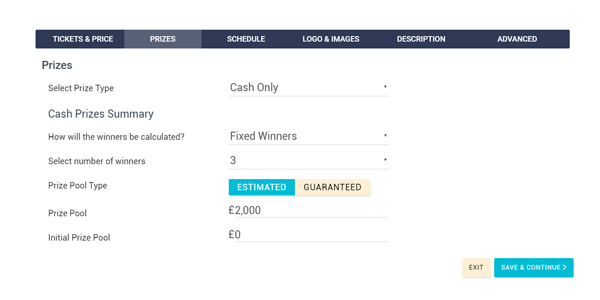 TICKETS & PRICE PRIZES SCHEDULE LOGO & IMAGES DESCRIPTION ADVANCED
Prizes
Select Prize Type Cash Only
Cash Prizes Summary
How will the winners be calculated? Fixed Winners
Select number of winners 3
Prize Pool Type ESTIMATED GUARANTEED
Prize Pool £2,000
Initial Prize Pool £0
EXIT SAVE & CONTINUE